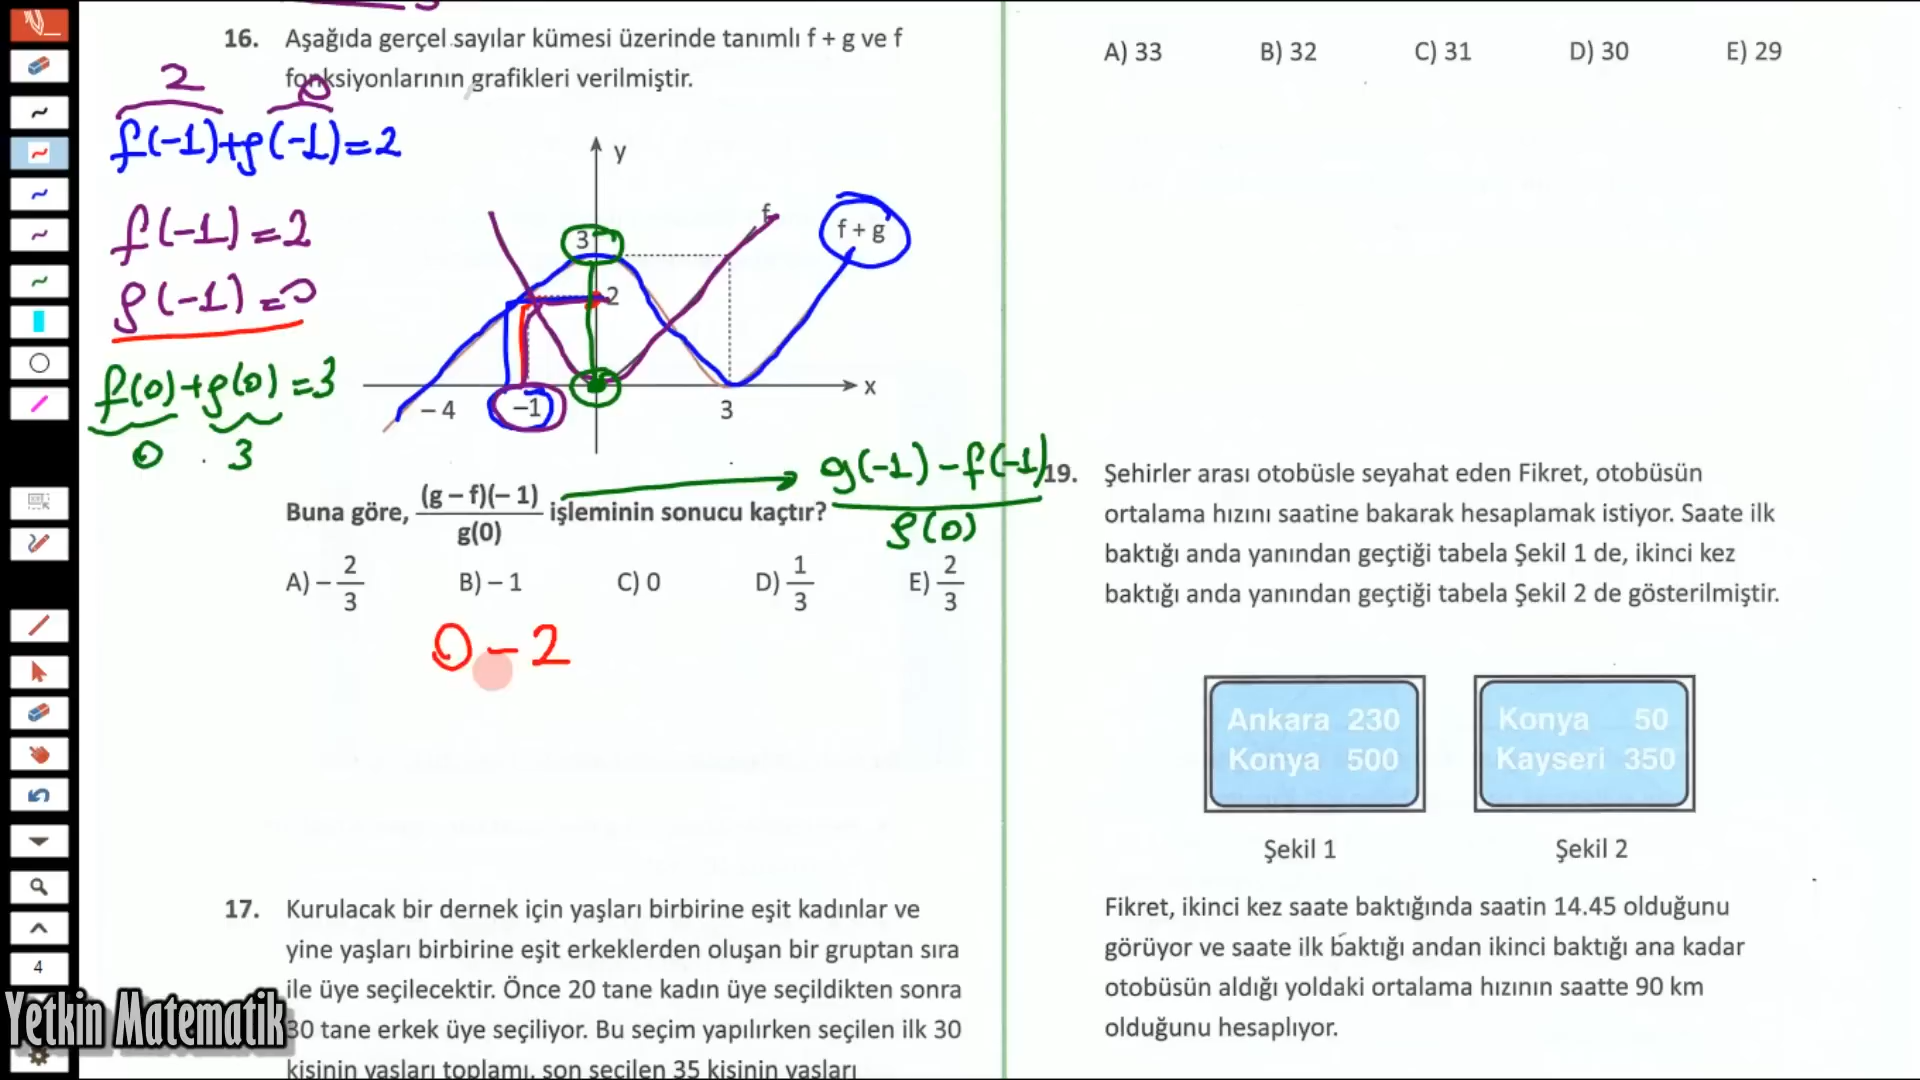 16. Aşağıda gerçel sayılar kümesi üzerinde tanımlı f + g ve f
fonksiyonlarının grafikleri verilmiştir.
2 0
f(-1)+g(-1)=2
f(-1)=2
g(-1)=0
f(0)+g(0)=3
0 3
y
f
f + g
3
2
x
– 4
–1
3
g(-1)-f(-1)
g(0)
Buna göre, (g – f)(– 1) / g(0) işleminin sonucu kaçtır?
A) – 2/3 B) – 1 C) 0 D) 1/3 E) 2/3
0-2
17. Kurulacak bir dernek için yaşları birbirine eşit kadınlar ve
yine yaşları birbirine eşit erkeklerden oluşan bir gruptan sıra
ile üye seçilecektir. Önce 20 tane kadın üye seçildikten sonra
30 tane erkek üye seçiliyor. Bu seçim yapılırken seçilen ilk 30
kişinin yaşları toplamı, son seçilen 35 kişinin yaşları
A) 33 B) 32 C) 31 D) 30 E) 29
19. Şehirler arası otobüsle seyahat eden Fikret, otobüsün
ortalama hızını saatine bakarak hesaplamak istiyor. Saate ilk
baktığı anda yanından geçtiği tabela Şekil 1 de, ikinci kez
baktığı anda yanından geçtiği tabela Şekil 2 de gösterilmiştir.
Ankara 230
Konya 500
Şekil 1
Konya 50
Kayseri 350
Şekil 2
Fikret, ikinci kez saate baktığında saatin 14.45 olduğunu
görüyor ve saate ilk baktığı andan ikinci baktığı ana kadar
otobüsün aldığı yoldaki ortalama hızının saatte 90 km
olduğunu hesaplıyor.
4
Yetkin Matematik